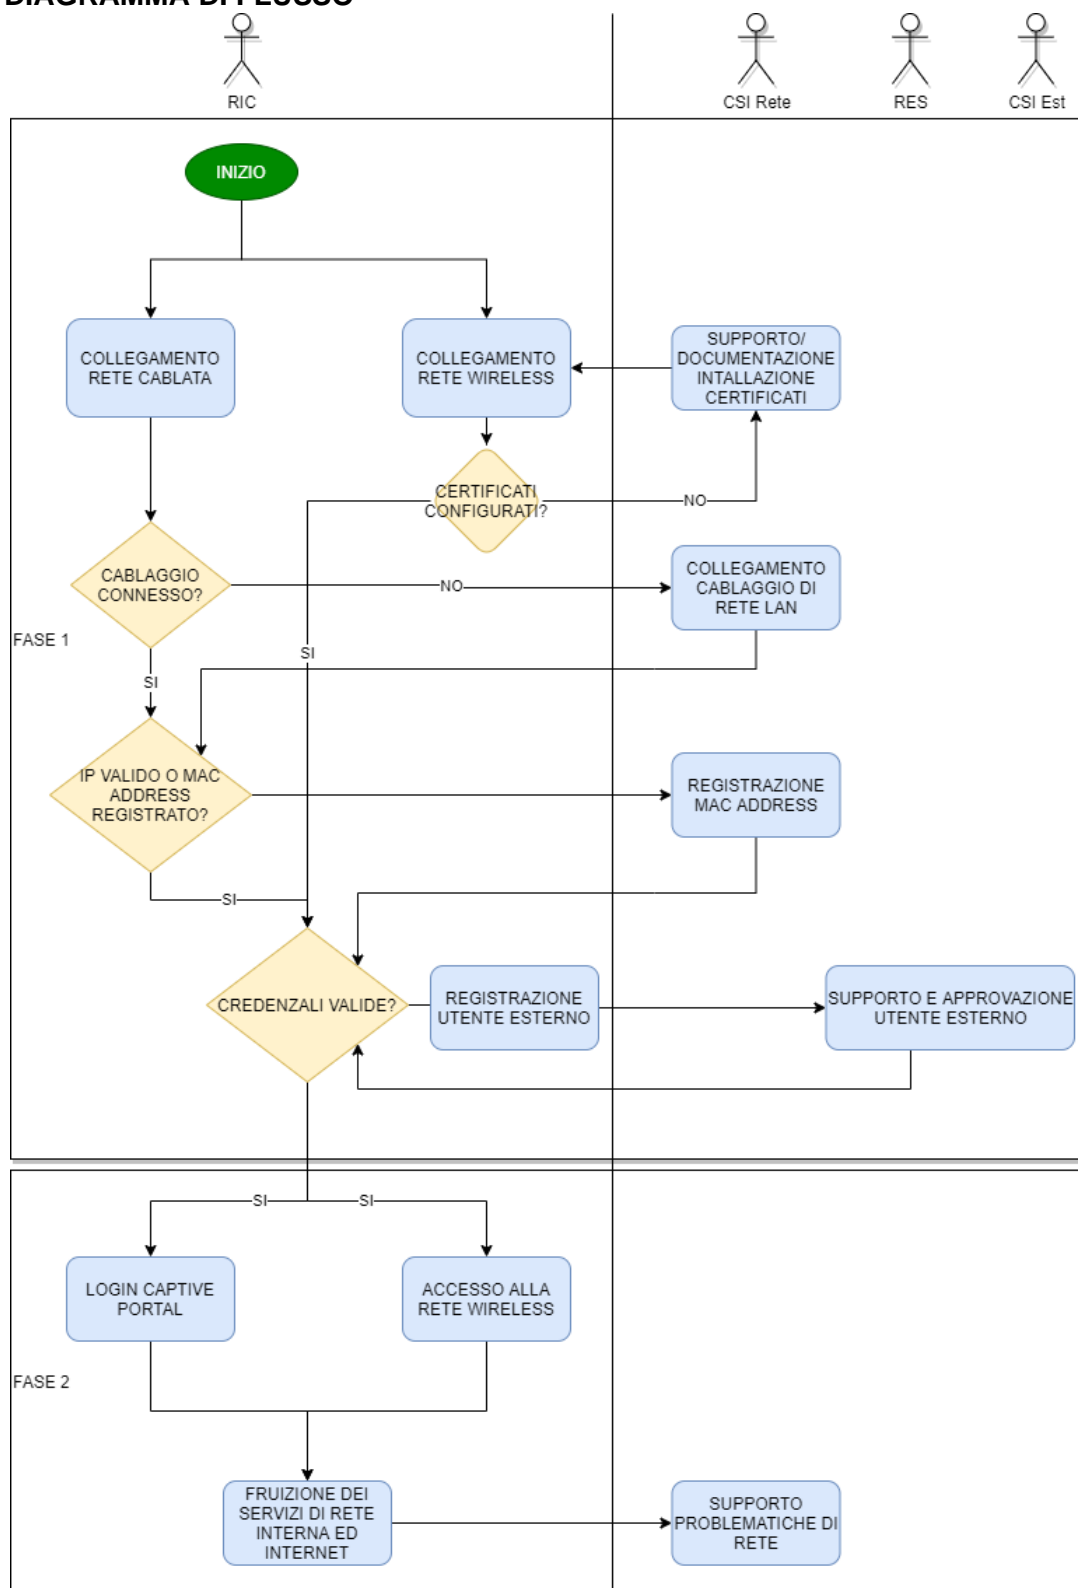 DIAGRAMMA DI FLUSSO
RIC
CSI Rete
RES
CSI Est
INIZIO
COLLEGAMENTO
RETE CABLATA
COLLEGAMENTO
RETE WIRELESS
SUPPORTO/
DOCUMENTAZIONE
INTALLAZIONE
CERTIFICATI
CERTIFICATI
CONFIGURATI?
NO
CABLAGGIO
CONNESSO?
NO
COLLEGAMENTO
CABLAGGIO DI
RETE LAN
FASE 1
SI
SI
IP VALIDO O MAC
ADDRESS
REGISTRATO?
REGISTRAZIONE
MAC ADDRESS
SI
CREDENZALI VALIDE?
REGISTRAZIONE
UTENTE ESTERNO
SUPPORTO E APPROVAZIONE
UTENTE ESTERNO
SI
SI
LOGIN CAPTIVE
PORTAL
ACCESSO ALLA
RETE WIRELESS
FASE 2
FRUIZIONE DEI
SERVIZI DI RETE
INTERNA ED
INTERNET
SUPPORTO
PROBLEMATICHE DI
RETE